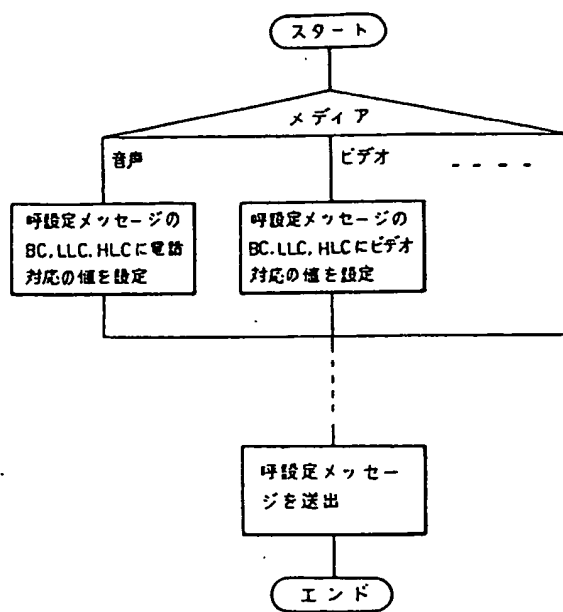 スタート
メディア
音声
ビデオ
呼設定メッセージの
BC, LLC, HLCに電話
対応の値を設定
呼設定メッセージの
BC, LLC, HLCにビデオ
対応の値を設定
呼設定メッセー
ジを送出
エンド